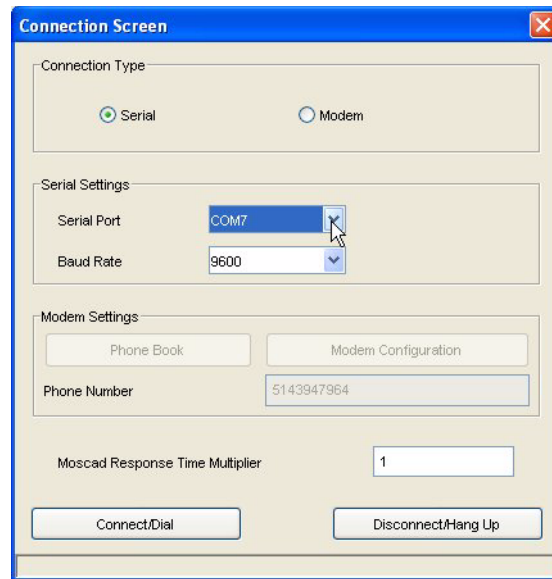 Connection Screen
Connection Type
Serial Modem
Serial Settings
Serial Port COM7
Baud Rate 9600
Modem Settings
Phone Book Modem Configuration
Phone Number 5143947964
Moscad Response Time Multiplier 1
Connect/Dial Disconnect/Hang Up